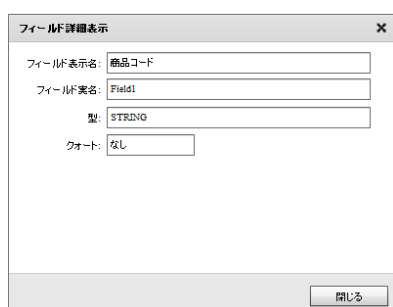 フィールド詳細表示
フィールド表示名: 商品コード
フィールド実名: Field1
型: STRING
クォート: なし
閉じる